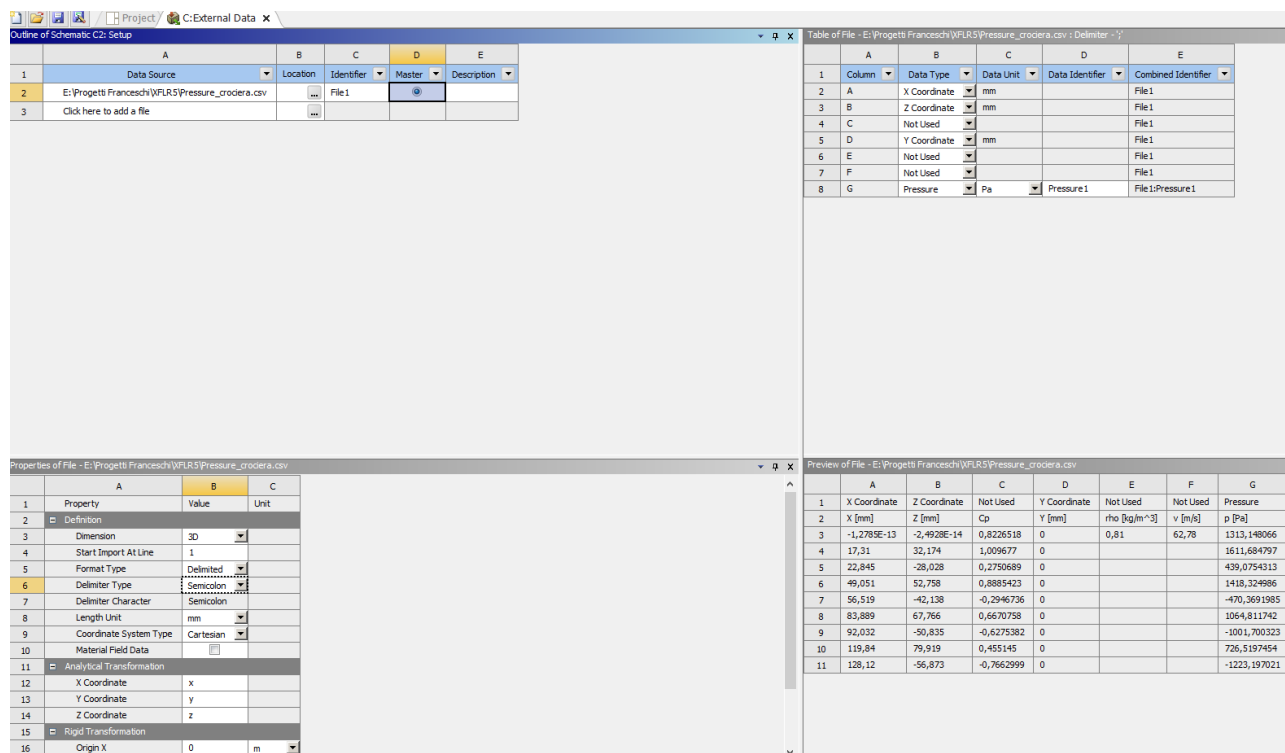 Project C:External Data
Outline of Schematic C2: Setup
A B C D E
1 Data Source Location Identifier Master Description
2 E:\Progetti Franceschi\XFLR5\Pressure_crociera.csv ... File1
3 Click here to add a file ...
Table of File - E:\Progetti Franceschi\XFLR5\Pressure_crociera.csv : Delimiter - ';'
A B C D E
1 Column Data Type Data Unit Data Identifier Combined Identifier
2 A X Coordinate mm File1
3 B Z Coordinate mm File1
4 C Not Used File1
5 D Y Coordinate mm File1
6 E Not Used File1
7 F Not Used File1
8 G Pressure Pa Pressure1 File1:Pressure1
Properties of File - E:\Progetti Franceschi\XFLR5\Pressure_crociera.csv
A B C
1 Property Value Unit
2 Definition
3 Dimension 3D
4 Start Import At Line 1
5 Format Type Delimited
6 Delimiter Type Semicolon
7 Delimiter Character Semicolon
8 Length Unit mm
9 Coordinate System Type Cartesian
10 Material Field Data
11 Analytical Transformation
12 X Coordinate x
13 Y Coordinate y
14 Z Coordinate z
15 Rigid Transformation
16 Origin X 0 m
Preview of File - E:\Progetti Franceschi\XFLR5\Pressure_crociera.csv
A B C D E F G
1 X Coordinate Z Coordinate Not Used Y Coordinate Not Used Not Used Pressure
2 X [mm] Z [mm] Cp Y [mm] rho [kg/m^3] v [m/s] p [Pa]
3 -1,2785E-13 -2,4928E-14 0,8226518 0 0,81 62,78 1313,148066
4 17,31 32,174 1,009677 0 1611,684797
5 22,845 -28,028 0,2750689 0 439,0754313
6 49,051 52,758 0,8885423 0 1418,324986
7 56,519 -42,138 -0,2946736 0 -470,3691985
8 83,889 67,766 0,6670758 0 1064,811742
9 92,032 -50,835 -0,6275382 0 -1001,700323
10 119,84 79,919 0,455145 0 726,5197454
11 128,12 -56,873 -0,7662999 0 -1223,197021